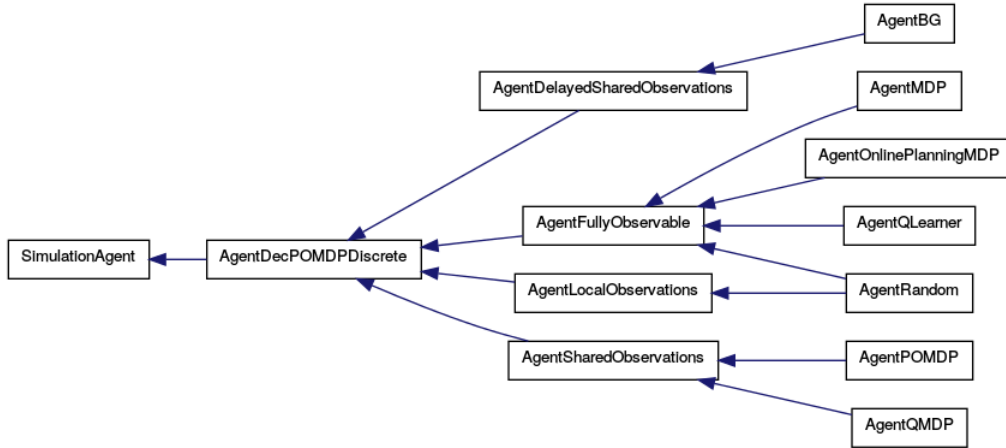 SimulationAgent
AgentDecPOMDPDiscrete
AgentDelayedSharedObservations
AgentFullyObservable
AgentLocalObservations
AgentSharedObservations
AgentBG
AgentMDP
AgentOnlinePlanningMDP
AgentQLearner
AgentRandom
AgentPOMDP
AgentQMDP